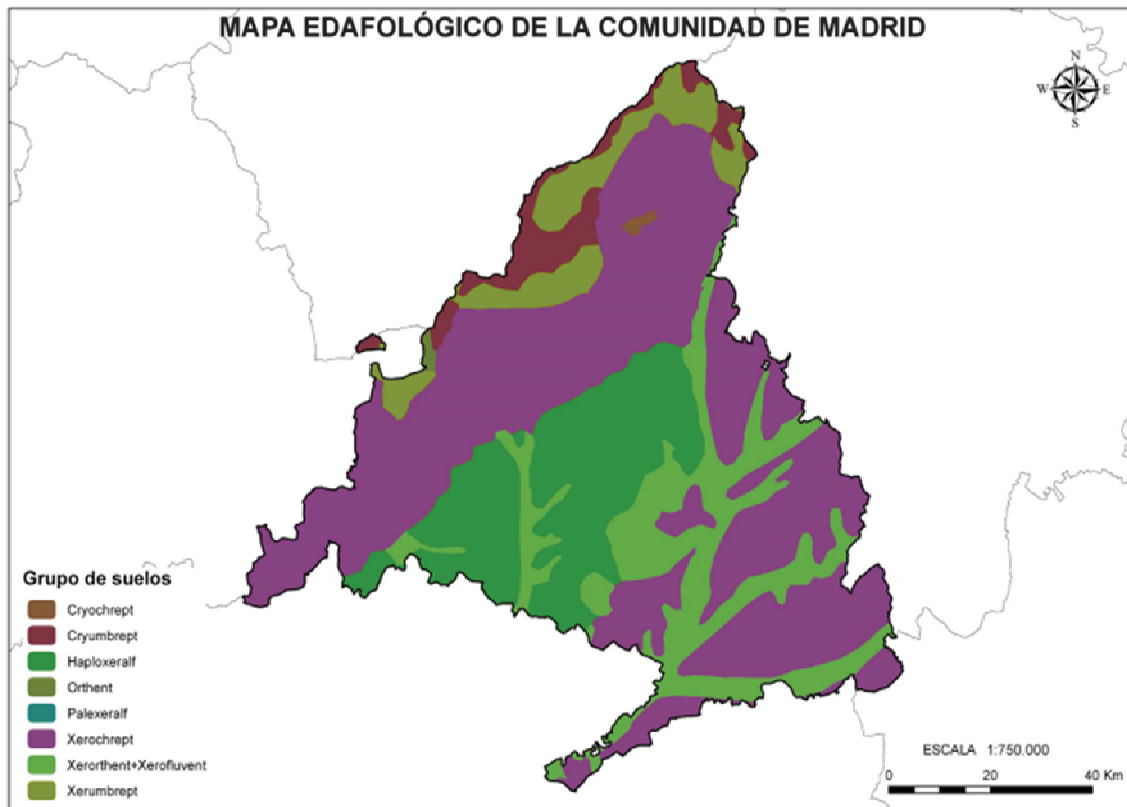 MAPA EDAFOLÓGICO DE LA COMUNIDAD DE MADRID
N
W E
S
Grupo de suelos
Cryochrept
Cryumbrept
Haploxeralf
Orthent
Palexeralf
Xerochrept
Xerorthent+Xerofluvent
Xerumbrept
ESCALA 1:750.000
0 20 40 Km